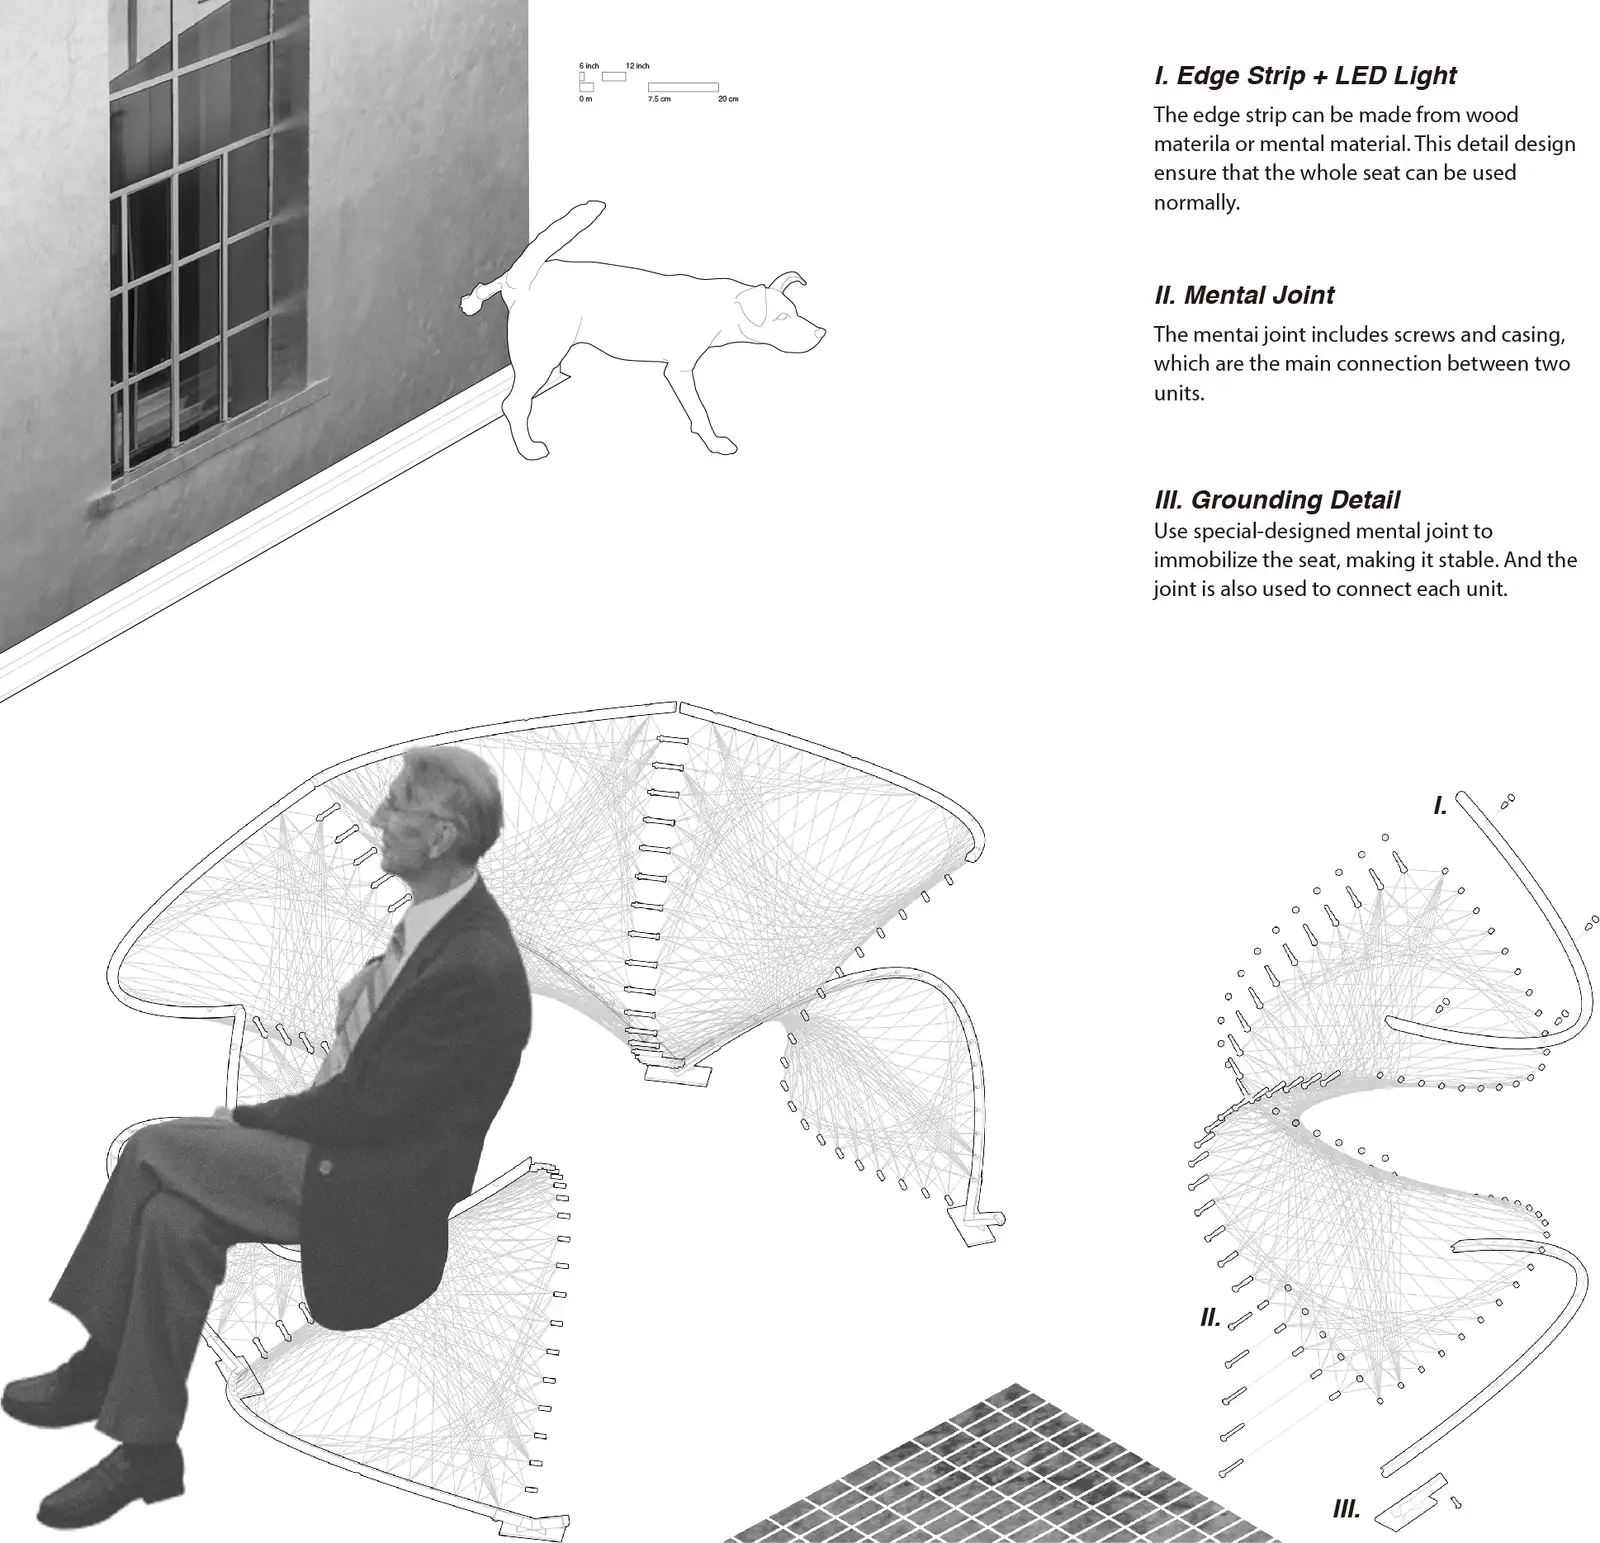 6 inch 12 inch
0 m 7.5 cm 20 cm
I. Edge Strip + LED Light
The edge strip can be made from wood
materila or mental material. This detail design
ensure that the whole seat can be used
normally.
II. Mental Joint
The mentai joint includes screws and casing,
which are the main connection between two
units.
III. Grounding Detail
Use special-designed mental joint to
immobilize the seat, making it stable. And the
joint is also used to connect each unit.
I.
II.
III.